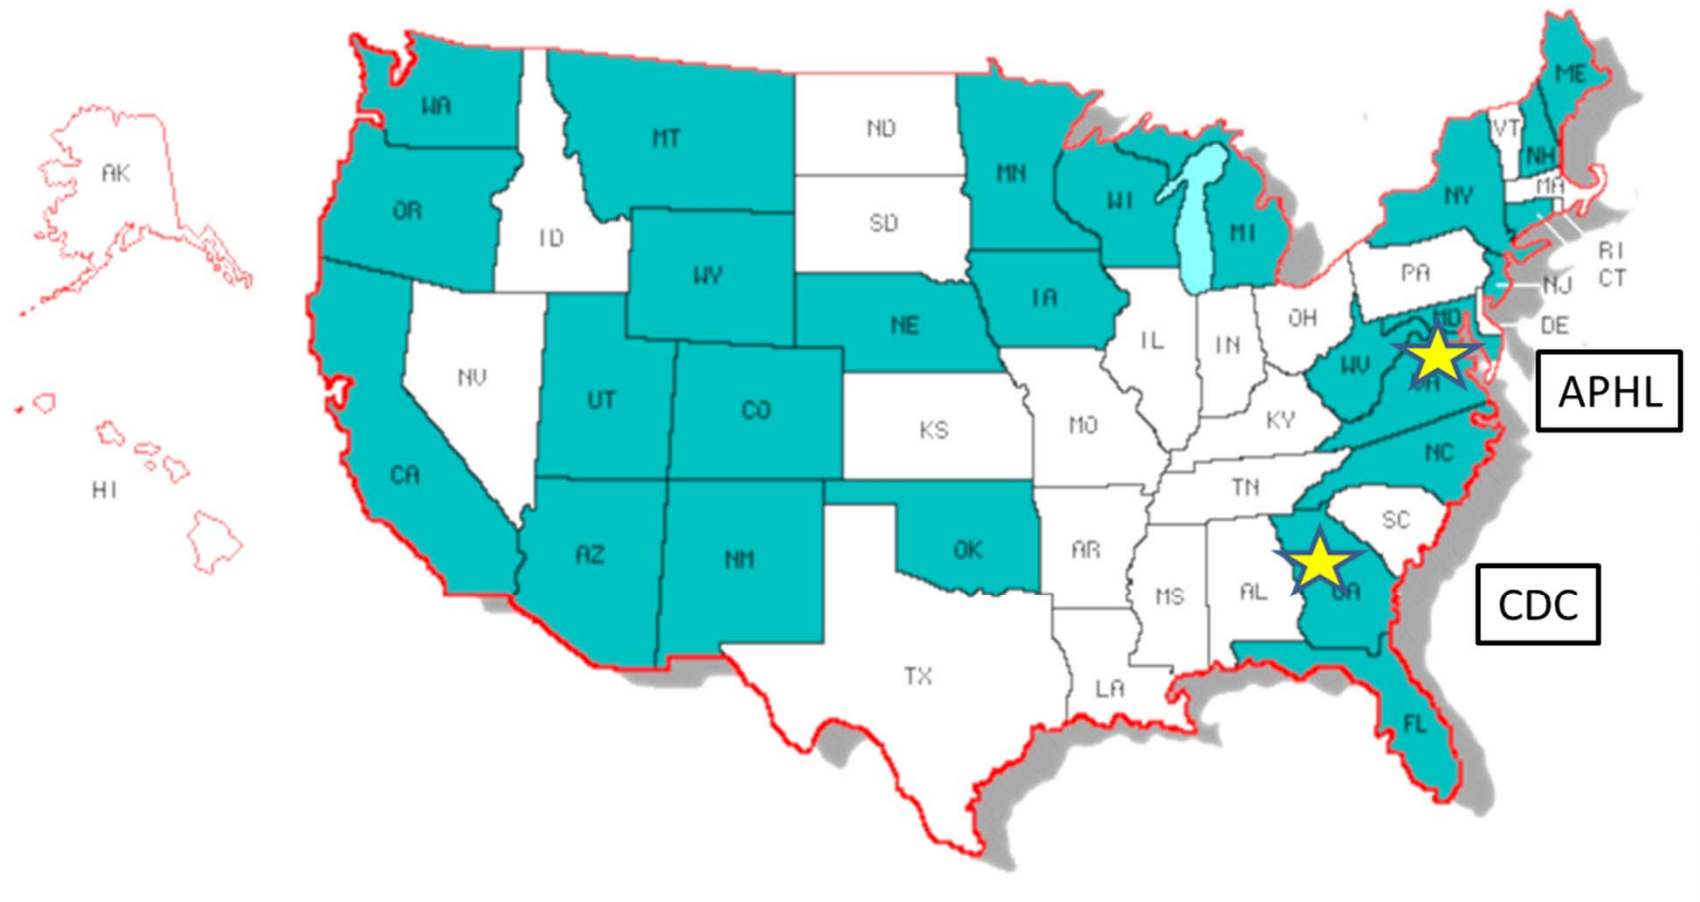 ME
WA
VT
ND
MT
NH
MN
AK
MA
NY
WI
OR
SD
MI
ID
RI
PA
WY
CT
NJ
IA
MD
OH
NE
DE
IL
IN
WV
NV
VA
APHL
UT
CO
MO
KY
KS
NC
CA
HI
TN
SC
AZ
OK
AR
NM
AL
MS
GA
CDC
TX
LA
FL